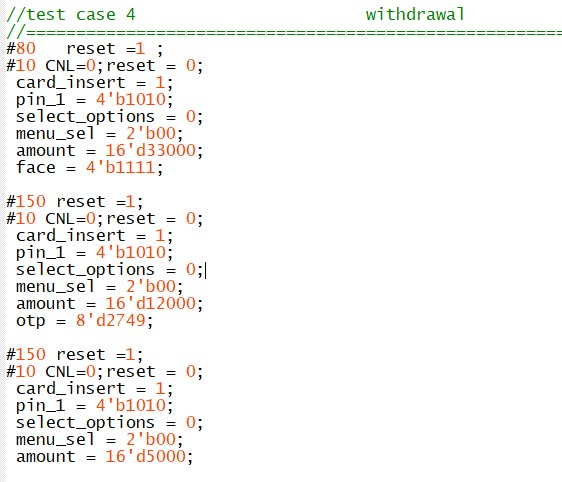 //test case 4 withdrawal
//=======================================================
#80 reset =1 ;
#10 CNL=0;reset = 0;
card_insert = 1;
pin_1 = 4'b1010;
select_options = 0;
menu_sel = 2'b00;
amount = 16'd33000;
face = 4'b1111;
#150 reset =1;
#10 CNL=0;reset = 0;
card_insert = 1;
pin_1 = 4'b1010;
select_options = 0;
menu_sel = 2'b00;
amount = 16'd12000;
otp = 8'd2749;
#150 reset =1;
#10 CNL=0;reset = 0;
card_insert = 1;
pin_1 = 4'b1010;
select_options = 0;
menu_sel = 2'b00;
amount = 16'd5000;